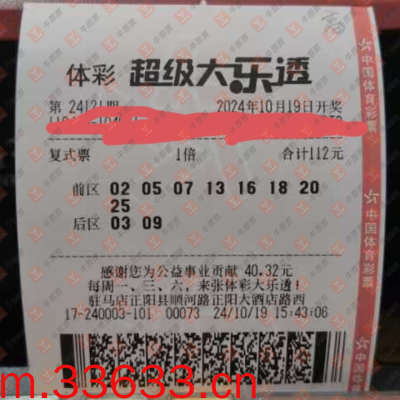 高
体彩 超级大乐透
第 24121期 2024年10月19日开奖
复式票 1倍 合计112元
前区 02 05 07 13 16 18 20
25
后区 03 09
感谢您为公益事业贡献 40.32元
每周一、三、六，来张体彩大乐透！
驻马店正阳县顺河路正阳大酒店路西
17-240003-101 00073 24/10/19 15:43:06
中国体育彩票
中国体育彩票
m.33633.cn